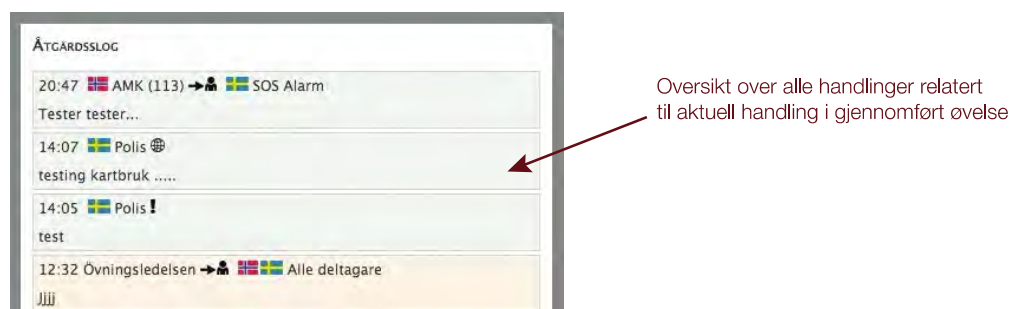 ÅTGÄRDSSLOG
20:47 AMK (113) SOS Alarm
Tester tester...
14:07 Polis
testing kartbruk .....
14:05 Polis !
test
12:32 Övningsledelsen Alle deltagare
Jjjj
Oversikt over alle handlinger relatert
til aktuell handling i gjennomført øvelse